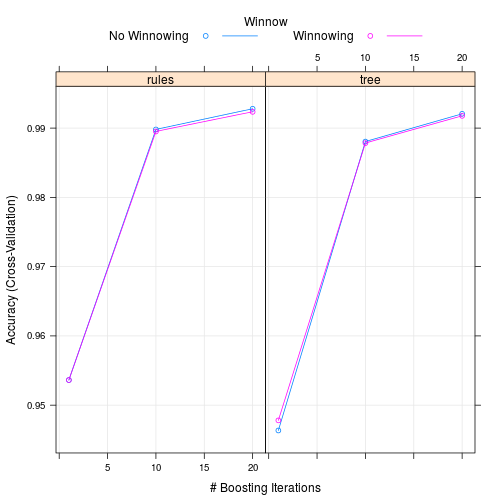 Winnow
No Winnowing
Winnowing
5 10 15 20
rules
tree
0.99
0.98
0.97
0.96
0.95
Accuracy (Cross-Validation)
5 10 15 20
# Boosting Iterations